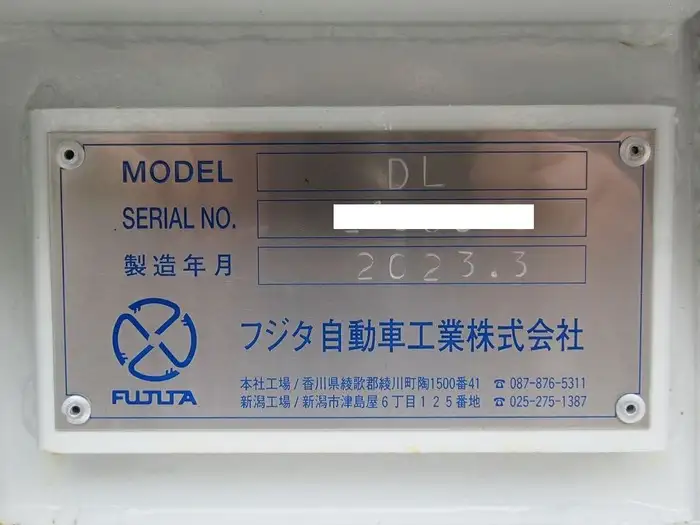 MODEL DL
SERIAL NO.
製造年月 2023.3
フジタ自動車工業株式会社
FUJITA
本社工場/香川県綾歌郡綾川町陶1500番41 ☎ 087-876-5311
新潟工場/新潟市津島屋6丁目125番地 ☎ 025-275-1387